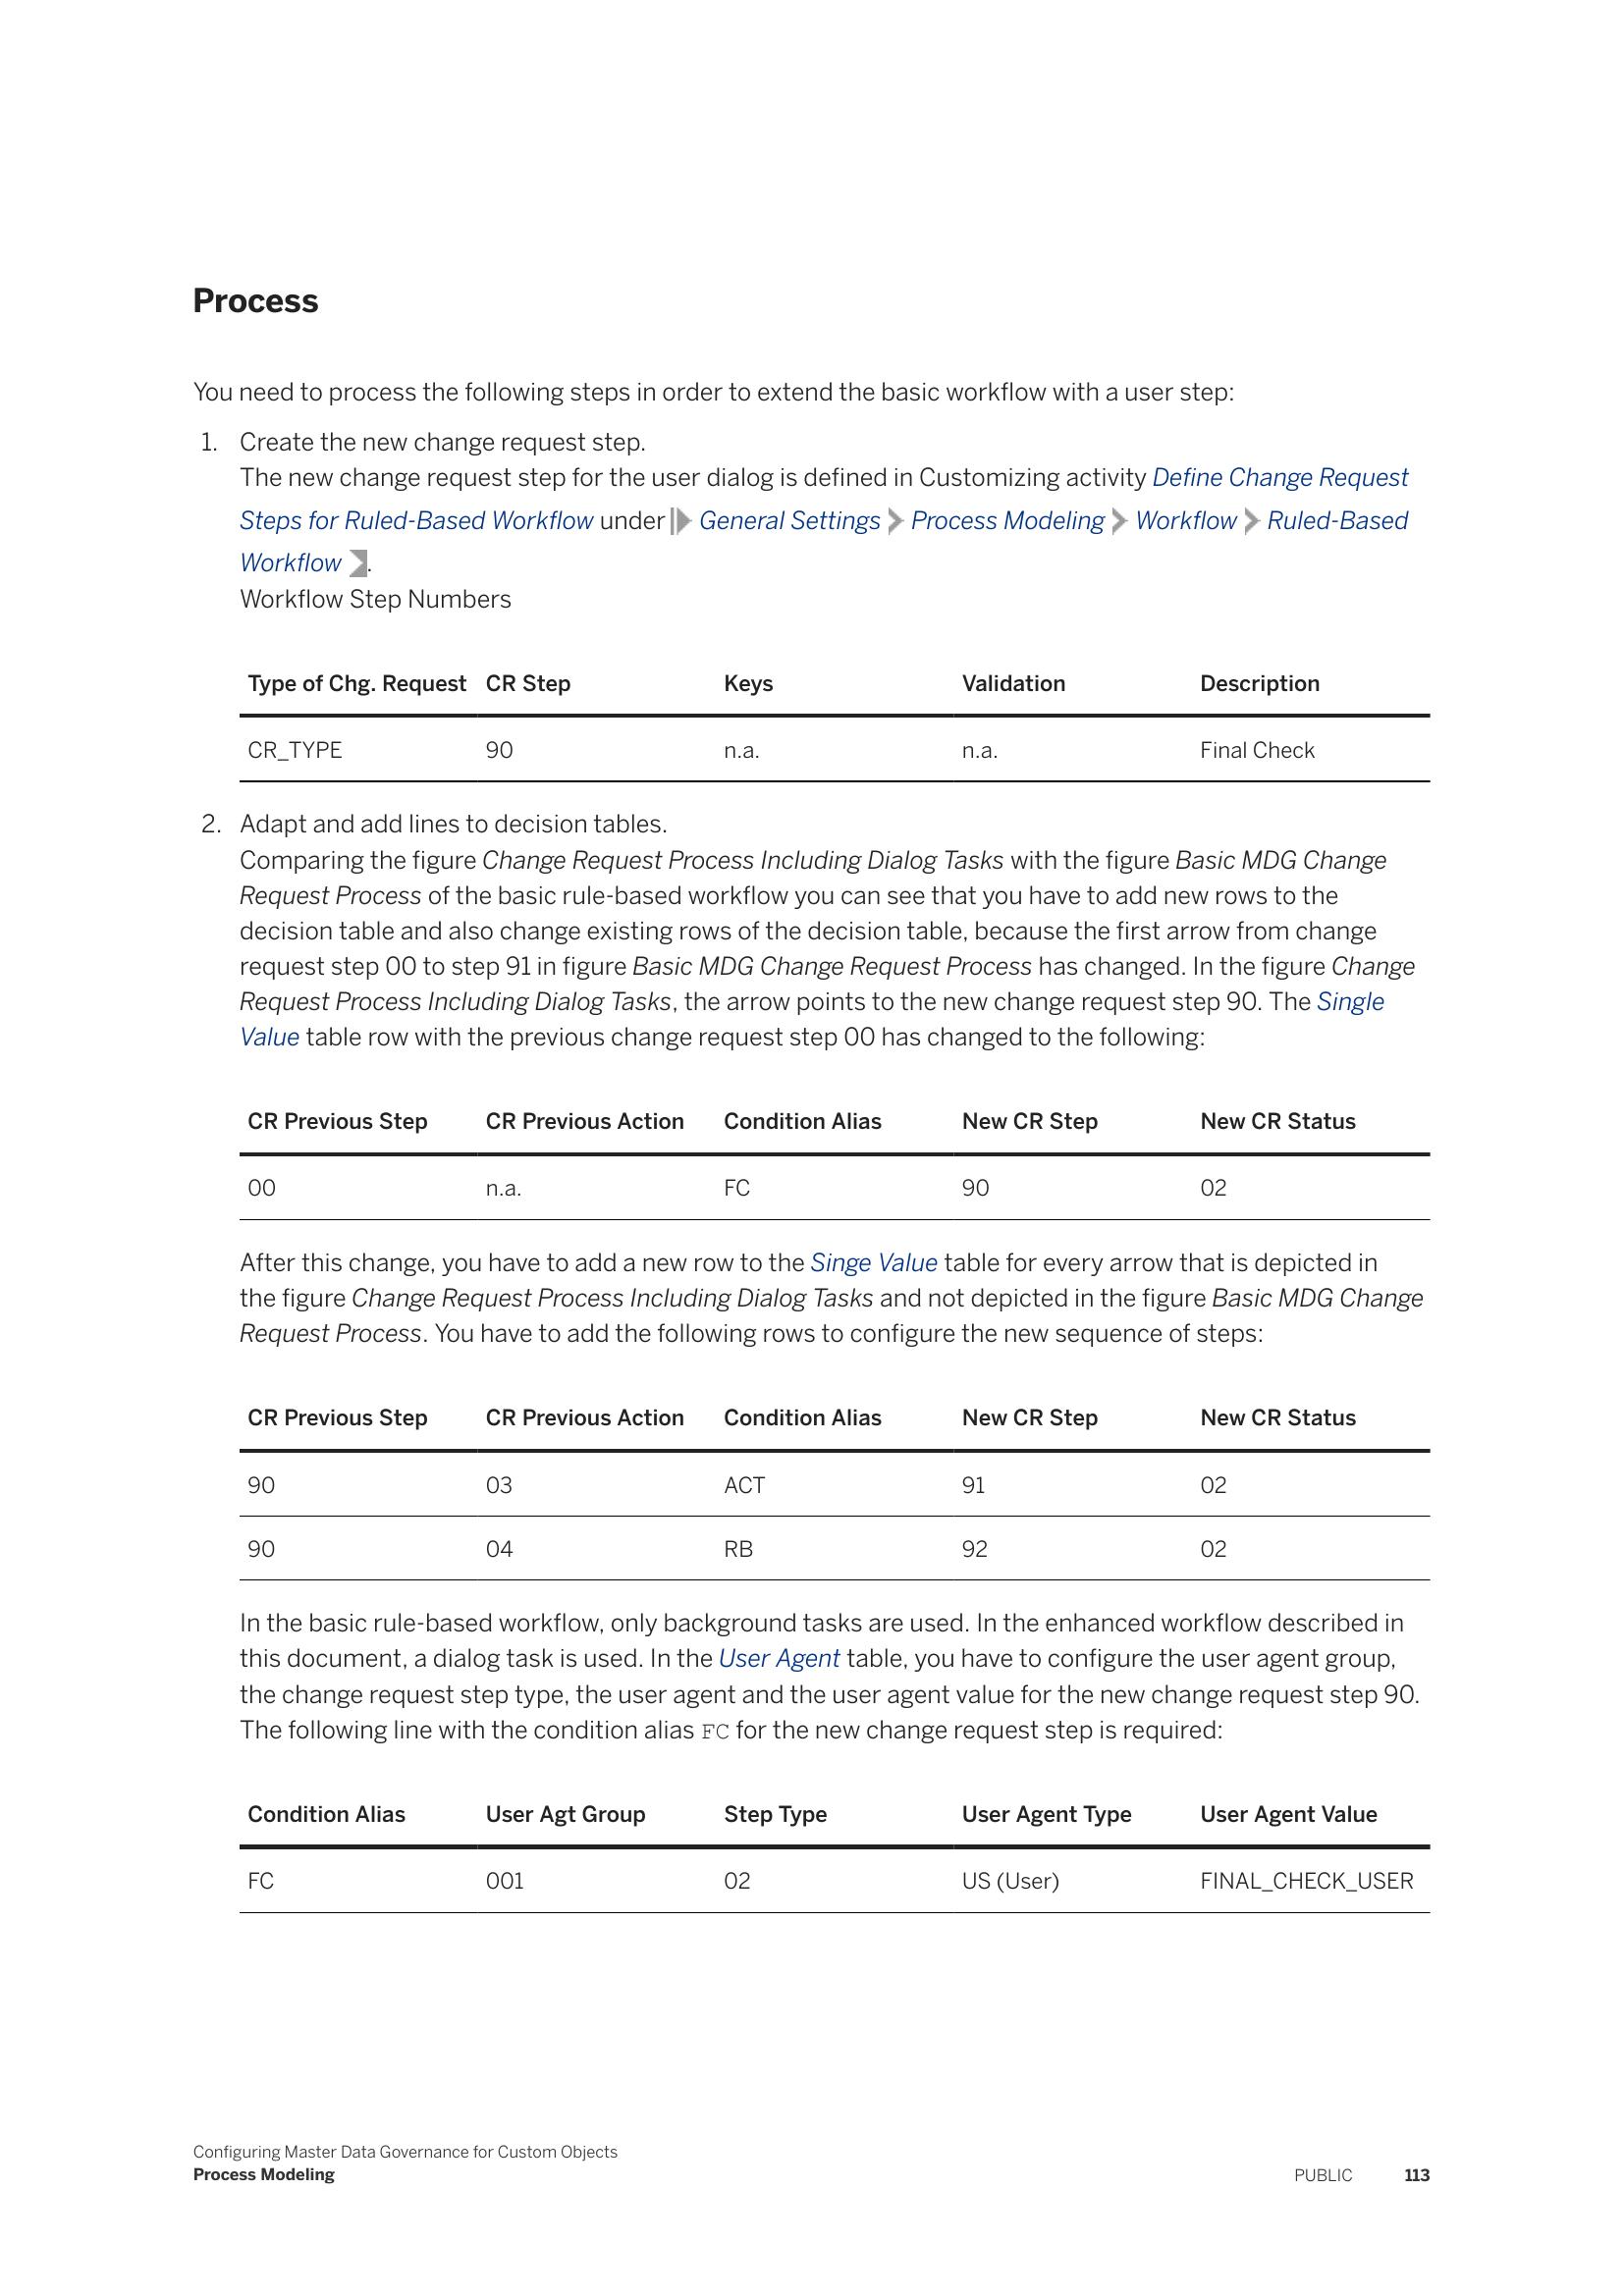 Process
You need to process the following steps in order to extend the basic workflow with a user step:
1. Create the new change request step.
The new change request step for the user dialog is defined in Customizing activity Define Change Request
Steps for Ruled-Based Workflow under General Settings Process Modeling Workflow Ruled-Based
Workflow .
Workflow Step Numbers
Type of Chg. Request CR Step Keys Validation Description
CR_TYPE 90 n.a. n.a. Final Check
2. Adapt and add lines to decision tables.
Comparing the figure Change Request Process Including Dialog Tasks with the figure Basic MDG Change
Request Process of the basic rule-based workflow you can see that you have to add new rows to the
decision table and also change existing rows of the decision table, because the first arrow from change
request step 00 to step 91 in figure Basic MDG Change Request Process has changed. In the figure Change
Request Process Including Dialog Tasks, the arrow points to the new change request step 90. The Single
Value table row with the previous change request step 00 has changed to the following:
CR Previous Step CR Previous Action Condition Alias New CR Step New CR Status
00 n.a. FC 90 02
After this change, you have to add a new row to the Singe Value table for every arrow that is depicted in
the figure Change Request Process Including Dialog Tasks and not depicted in the figure Basic MDG Change
Request Process. You have to add the following rows to configure the new sequence of steps:
CR Previous Step CR Previous Action Condition Alias New CR Step New CR Status
90 03 ACT 91 02
90 04 RB 92 02
In the basic rule-based workflow, only background tasks are used. In the enhanced workflow described in
this document, a dialog task is used. In the User Agent table, you have to configure the user agent group,
the change request step type, the user agent and the user agent value for the new change request step 90.
The following line with the condition alias FC for the new change request step is required:
Condition Alias User Agt Group Step Type User Agent Type User Agent Value
FC 001 02 US (User) FINAL_CHECK_USER
Configuring Master Data Governance for Custom Objects
Process Modeling PUBLIC 113